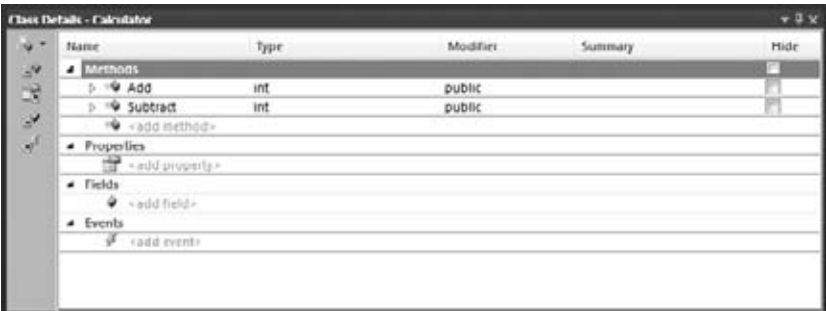 Class Details - Calculator
Name Type Modifier Summary Hide
Methods
Add int public
Subtract int public
<add method>
Properties
<add property>
Fields
<add field>
Events
<add event>